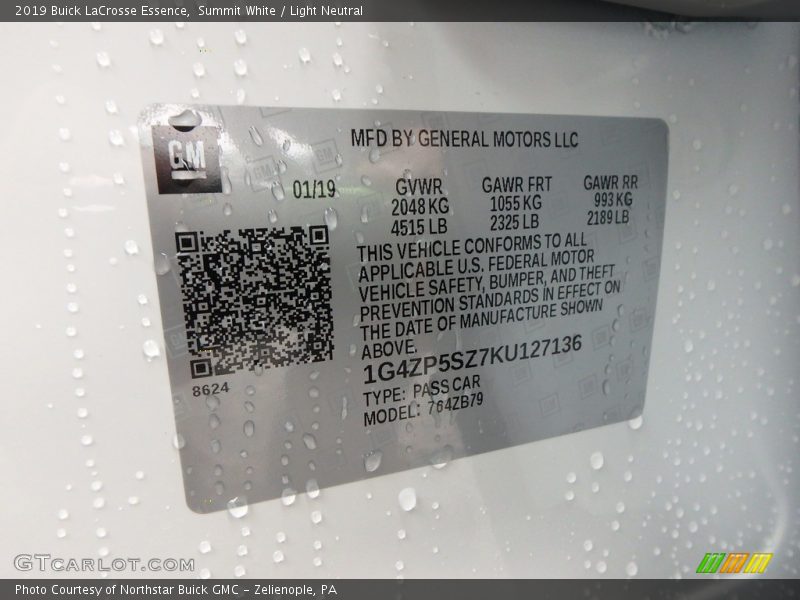 2019 Buick LaCrosse Essence, Summit White / Light Neutral
MFD BY GENERAL MOTORS LLC
GM
01/19
GVWR GAWR FRT GAWR RR
2048 KG 1055 KG 993 KG
4515 LB 2325 LB 2189 LB
THIS VEHICLE CONFORMS TO ALL
APPLICABLE U.S. FEDERAL MOTOR
VEHICLE SAFETY, BUMPER, AND THEFT
PREVENTION STANDARDS IN EFFECT ON
THE DATE OF MANUFACTURE SHOWN
ABOVE.
8624
1G4ZP5SZ7KU127136
TYPE: PASS CAR
MODEL: 764ZB79
GTCARLOT.COM
Photo Courtesy of Northstar Buick GMC - Zelienople, PA